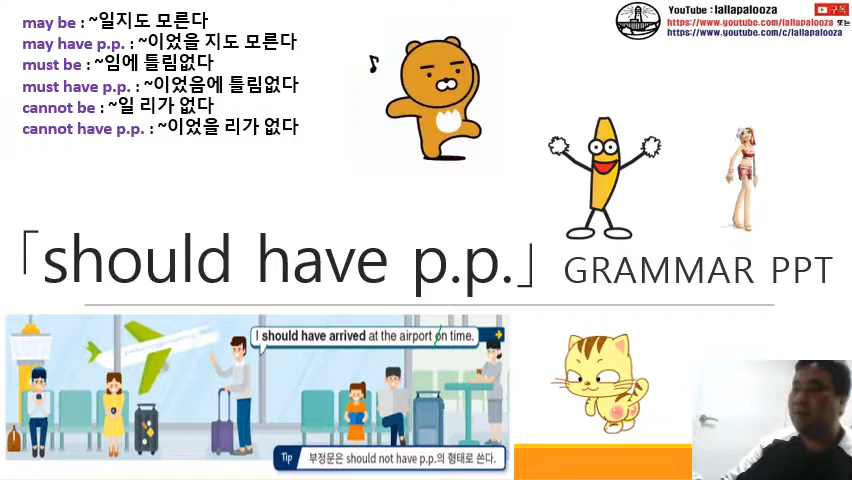 may be : ~일지도 모른다
may have p.p. : ~이었을 지도 모른다
must be : ~임에 틀림없다
must have p.p. : ~이었음에 틀림없다
cannot be : ~일 리가 없다
cannot have p.p. : ~이었을 리가 없다
YouTube : lallapalooza
구독
https://www.youtube.com/lallapalooza 또는
https://www.youtube.com/c/lallapalooza
「should have p.p.」 GRAMMAR PPT
I should have arrived at the airport on time.
Tip 부정문은 should not have p.p.의 형태로 쓴다.